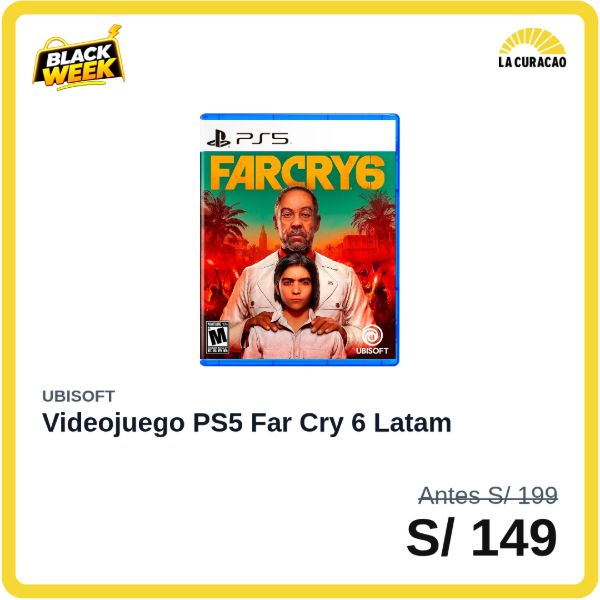 BLACK
WEEK
LA CURACAO
PS5
FARCRY6
M
UBISOFT
UBISOFT
Videojuego PS5 Far Cry 6 Latam
Antes S/ 199
S/ 149